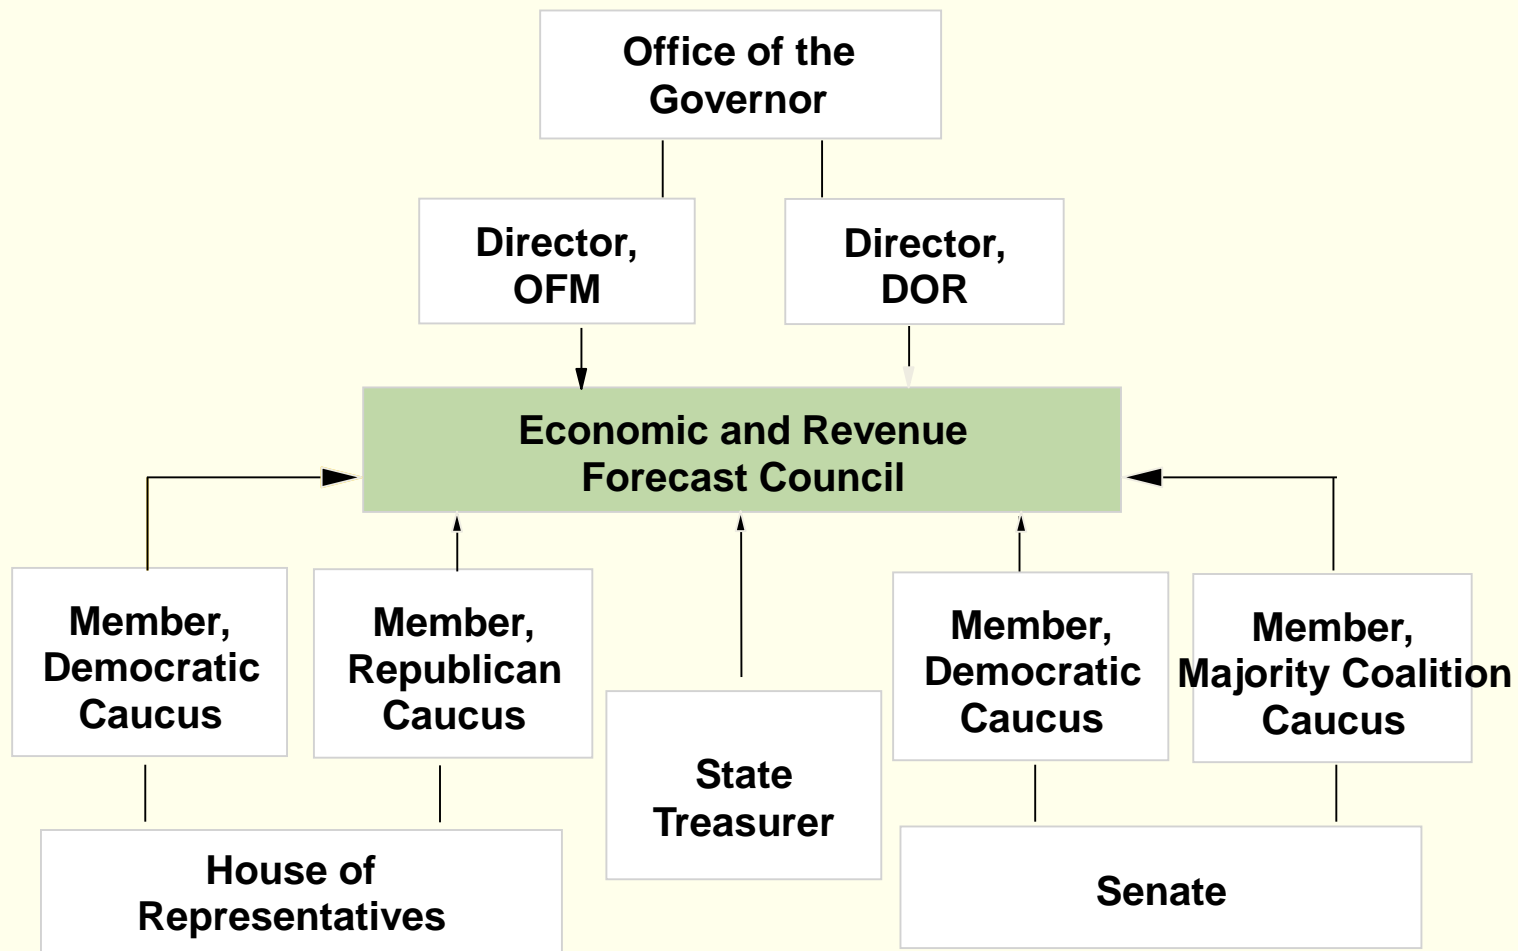 Office of the
Governor
Director,
OFM
Director,
DOR
Economic and Revenue
Forecast Council
Member,
Democratic
Caucus
Member,
Republican
Caucus
State
Treasurer
Member,
Democratic
Caucus
Member,
Majority Coalition
Caucus
House of
Representatives
Senate